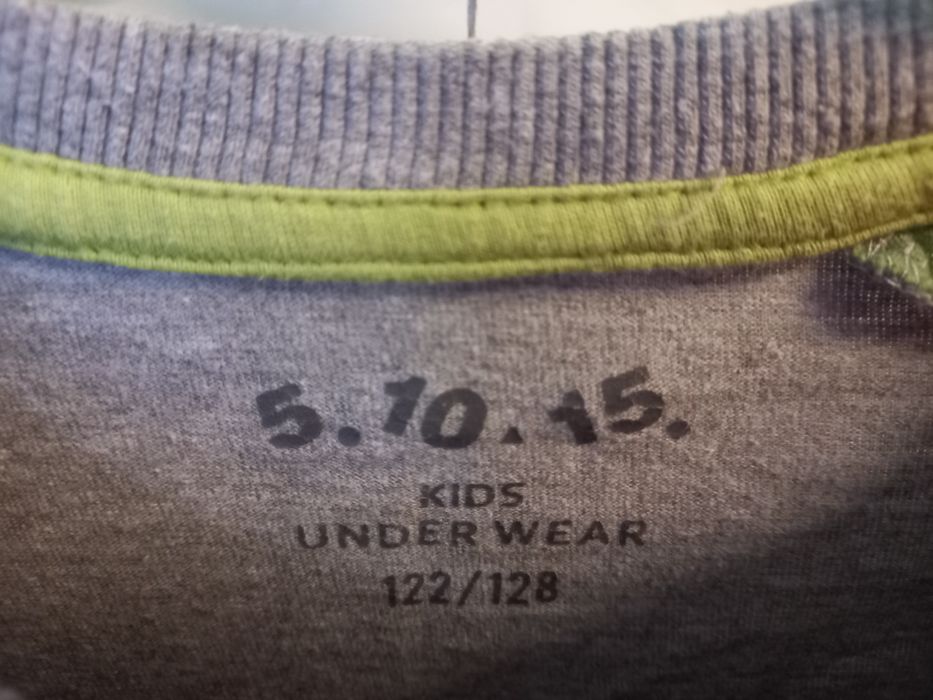 5.10.15.
KIDS
UNDER WEAR
122/128